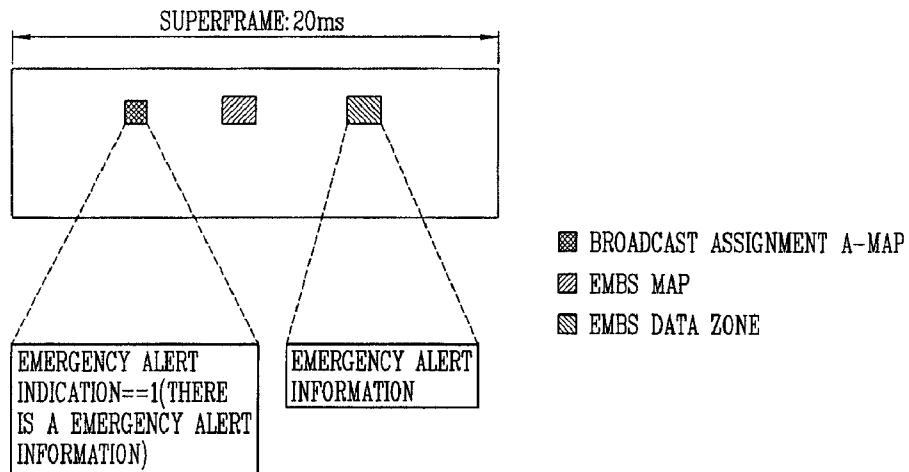 SUPERFRAME:20ms
BROADCAST ASSIGNMENT A-MAP
EMBS MAP
EMBS DATA ZONE
EMERGENCY ALERT
INDICATION==1(THERE
IS A EMERGENCY ALERT
INFORMATION)
EMERGENCY ALERT
INFORMATION